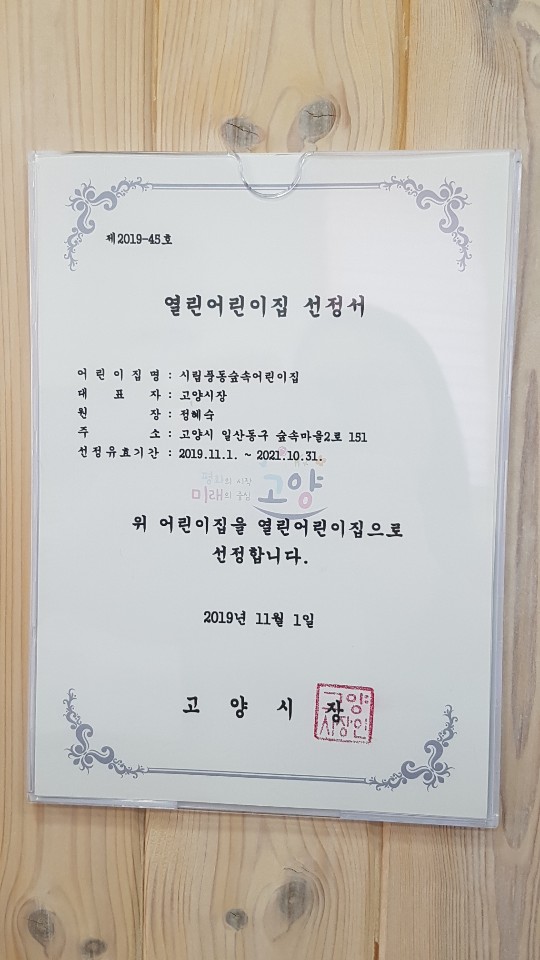 제2019-45호
열린어린이집 선정서
어 린 이 집 명 : 시립풍동숲속어린이집
대 표 자 : 고양시장
원 장 : 정혜숙
주 소 : 고양시 일산동구 숲속마을2로 151
선정유효기간 : 2019.11.1. ~ 2021.10.31.
평화의 시작
미래의 중심
고양
위 어린이집을 열린어린이집으로
선정합니다.
2019년 11월 1일
고 양 시 장
고양
시장인